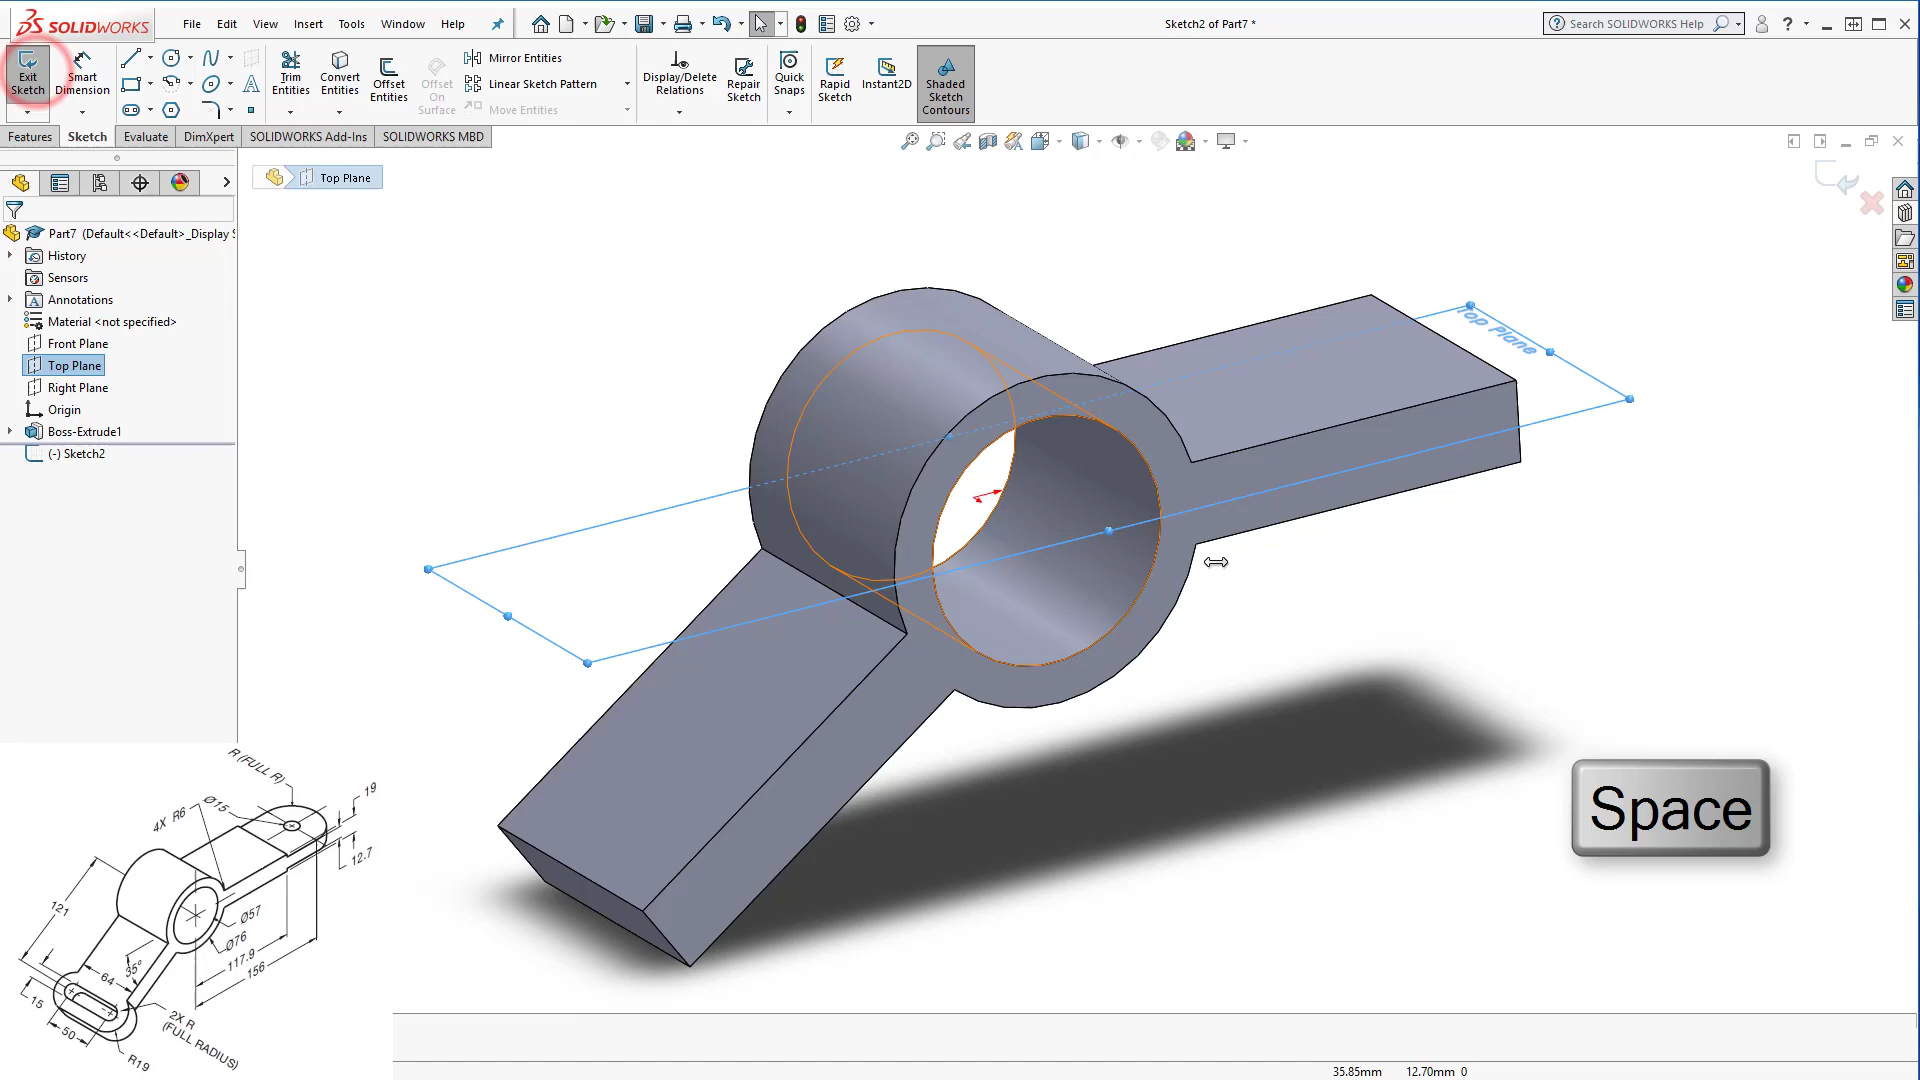 SOLIDWORKS
File Edit View Insert Tools Window Help
Sketch2 of Part7 *
Search SOLIDWORKS Help
Exit Sketch
Smart Dimension
Trim Entities
Convert Entities
Offset Entities
Offset On Surface
Mirror Entities
Linear Sketch Pattern
Move Entities
Display/Delete Relations
Repair Sketch
Quick Snaps
Rapid Sketch
Instant2D
Shaded Sketch Contours
Features Sketch Evaluate DimXpert SOLIDWORKS Add-Ins SOLIDWORKS MBD
Top Plane
Part7 (Default<<Default>_Display S
History
Sensors
Annotations
Material <not specified>
Front Plane
Top Plane
Right Plane
Origin
Boss-Extrude1
(-) Sketch2
Top Plane
Space
R (FULL R)
Ø15
4X R6
19
12.7
121
Ø57
Ø76
117.9
156
35°
64
15
50
2X R
(FULL RADIUS)
R19
35.85mm 12.70mm 0